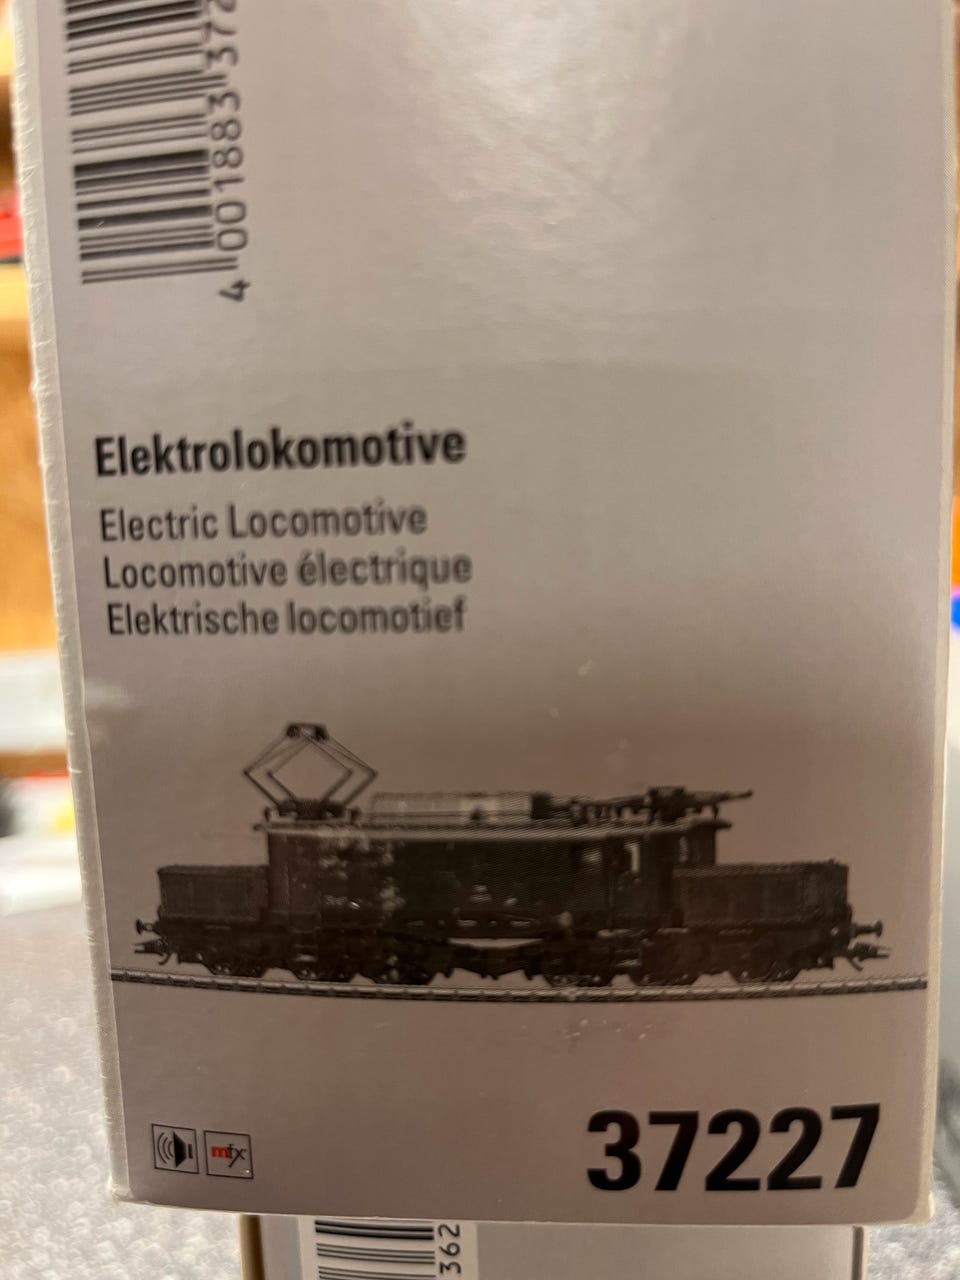 4 001883 372
Elektrolokomotive
Electric Locomotive
Locomotive électrique
Elektrische locomotief
mfx
37227
362